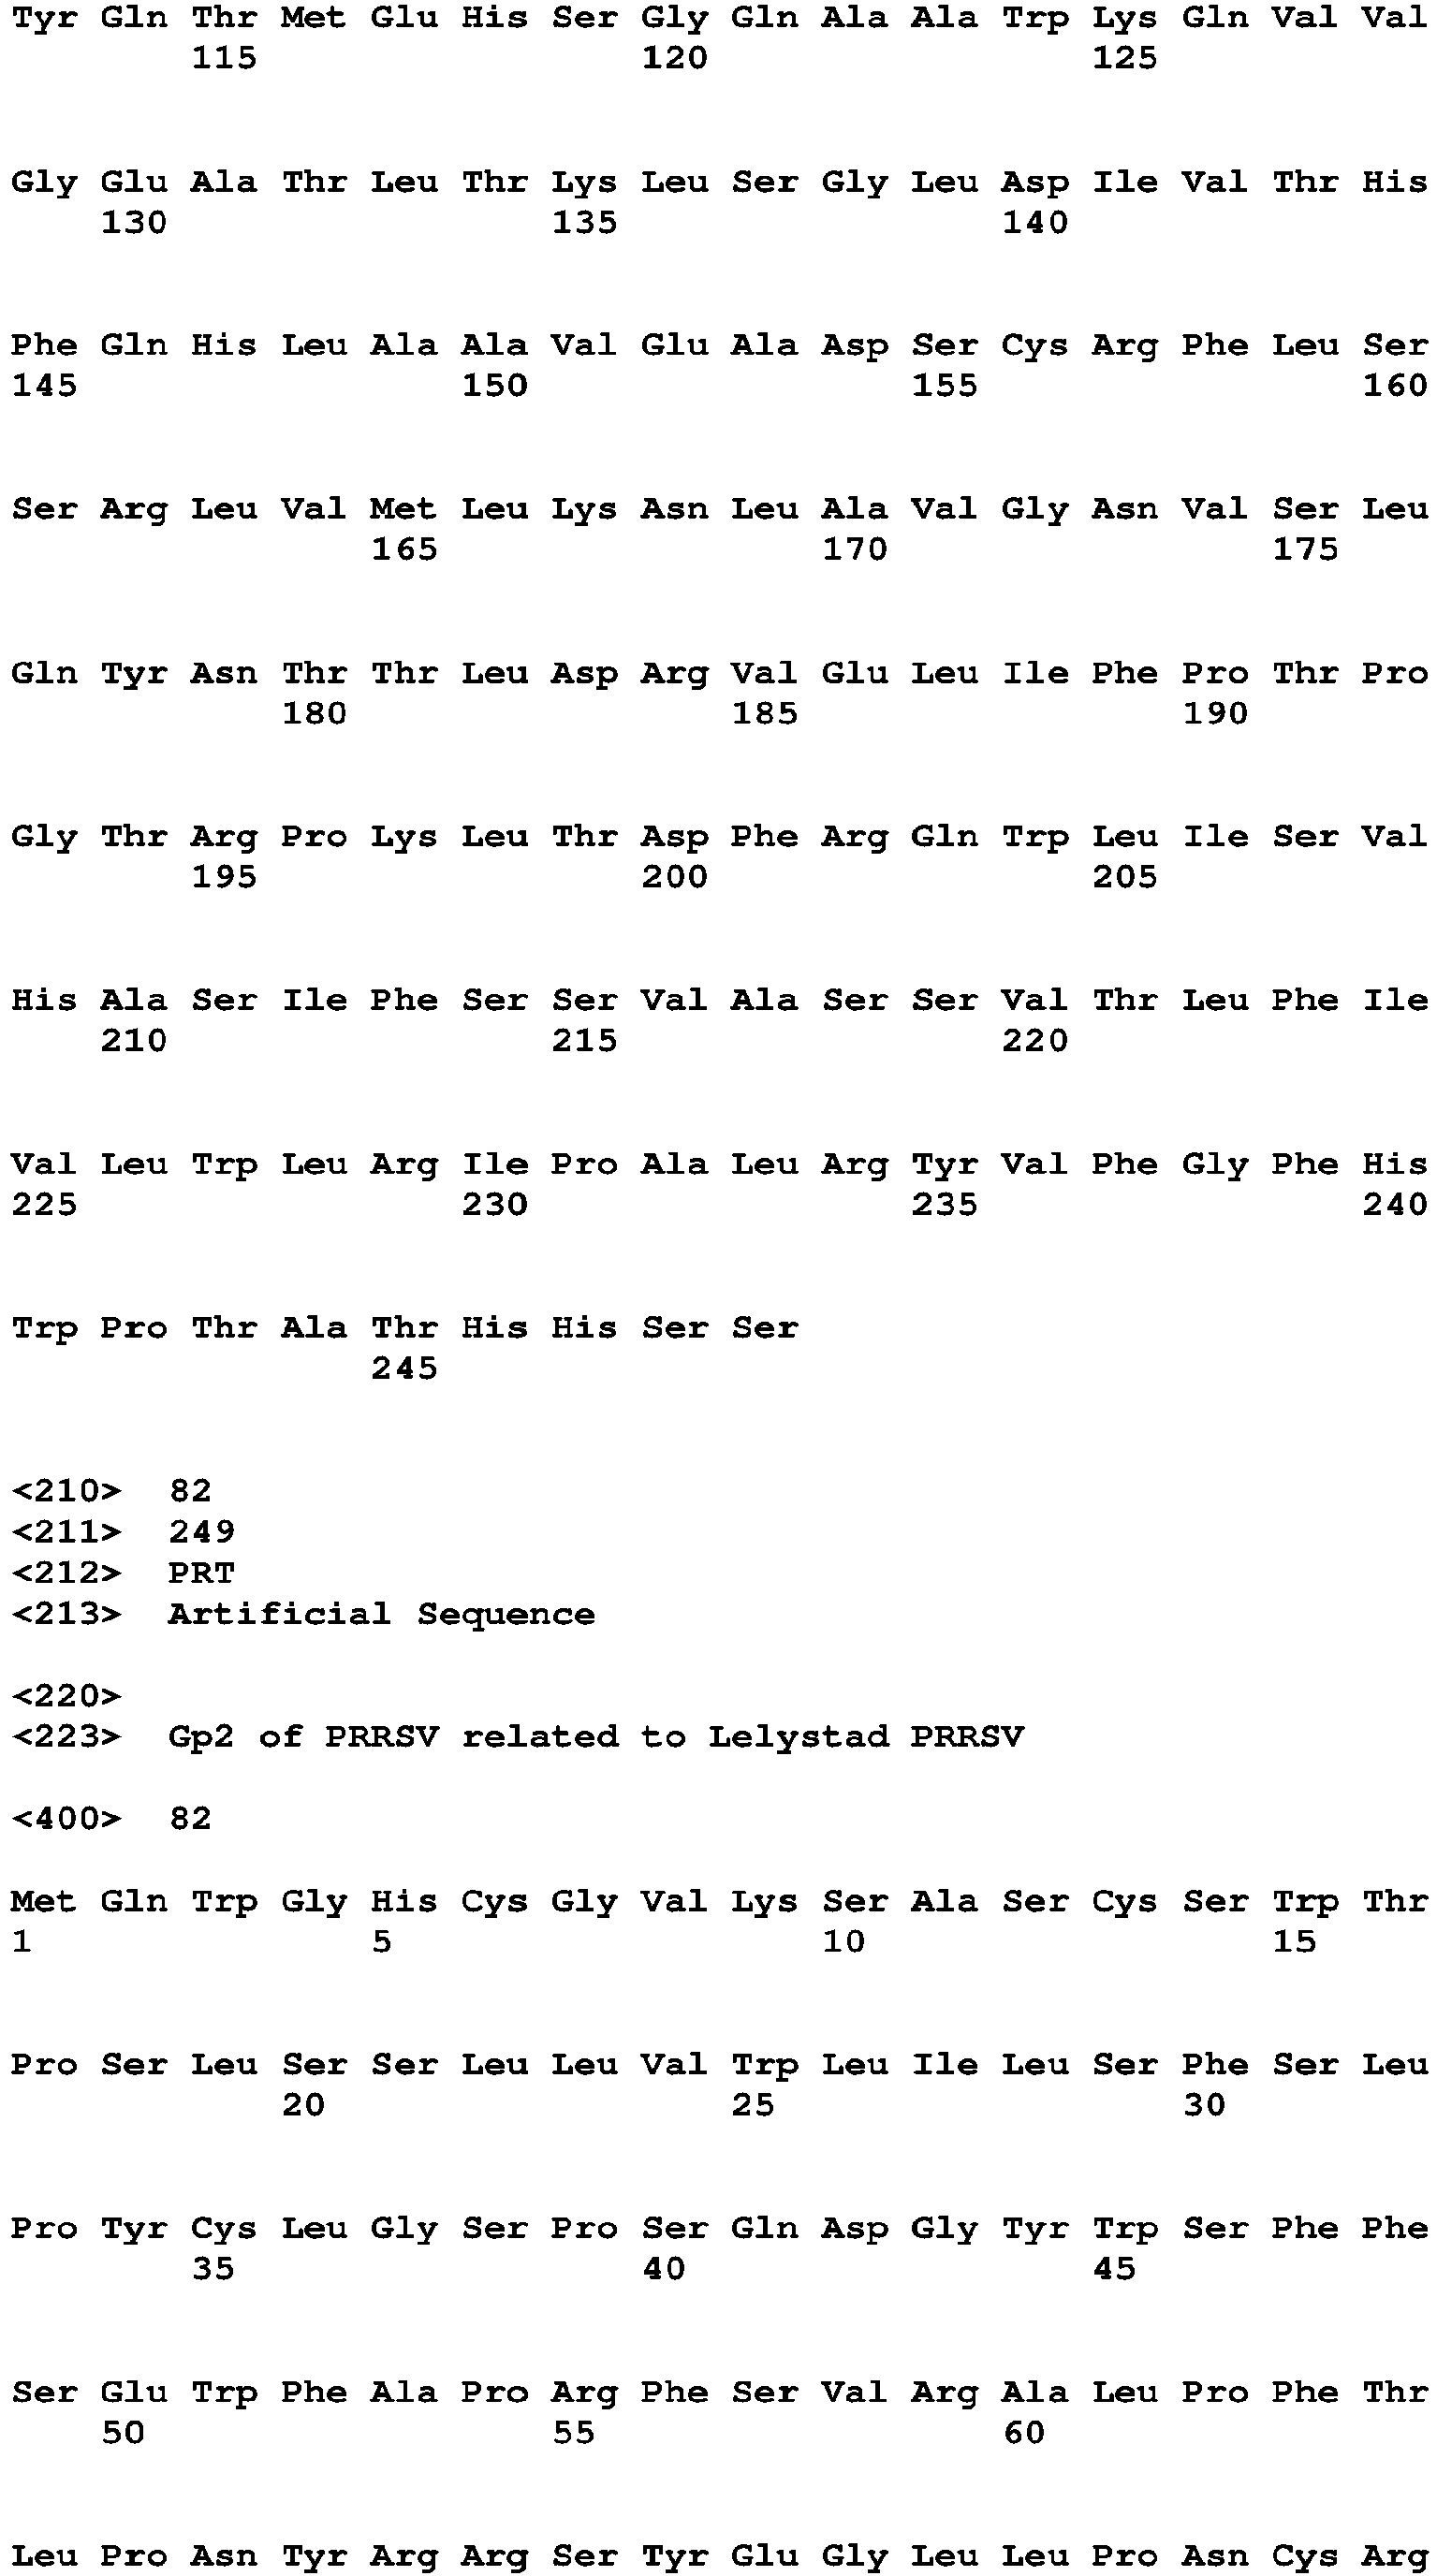 Tyr Gln Thr Met Glu His Ser Gly Gln Ala Ala Trp Lys Gln Val Val
115 120 125
Gly Glu Ala Thr Leu Thr Lys Leu Ser Gly Leu Asp Ile Val Thr His
130 135 140
Phe Gln His Leu Ala Ala Val Glu Ala Asp Ser Cys Arg Phe Leu Ser
145 150 155 160
Ser Arg Leu Val Met Leu Lys Asn Leu Ala Val Gly Asn Val Ser Leu
165 170 175
Gln Tyr Asn Thr Thr Leu Asp Arg Val Glu Leu Ile Phe Pro Thr Pro
180 185 190
Gly Thr Arg Pro Lys Leu Thr Asp Phe Arg Gln Trp Leu Ile Ser Val
195 200 205
His Ala Ser Ile Phe Ser Ser Val Ala Ser Ser Val Thr Leu Phe Ile
210 215 220
Val Leu Trp Leu Arg Ile Pro Ala Leu Arg Tyr Val Phe Gly Phe His
225 230 235 240
Trp Pro Thr Ala Thr His His Ser Ser
245
<210> 82
<211> 249
<212> PRT
<213> Artificial Sequence
<220>
<223> Gp2 of PRRSV related to Lelystad PRRSV
<400> 82
Met Gln Trp Gly His Cys Gly Val Lys Ser Ala Ser Cys Ser Trp Thr
1 5 10 15
Pro Ser Leu Ser Ser Leu Leu Val Trp Leu Ile Leu Ser Phe Ser Leu
20 25 30
Pro Tyr Cys Leu Gly Ser Pro Ser Gln Asp Gly Tyr Trp Ser Phe Phe
35 40 45
Ser Glu Trp Phe Ala Pro Arg Phe Ser Val Arg Ala Leu Pro Phe Thr
50 55 60
Leu Pro Asn Tyr Arg Arg Ser Tyr Glu Gly Leu Leu Pro Asn Cys Arg